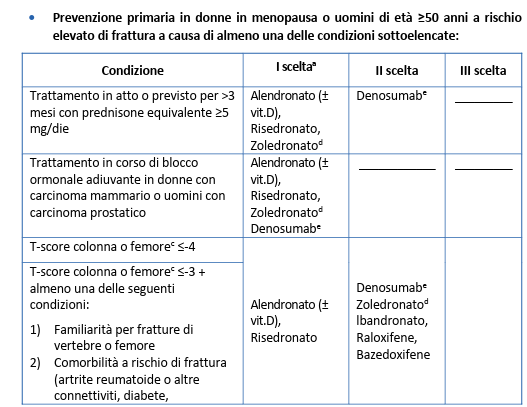 • Prevenzione primaria in donne in menopausa o uomini di età ≥50 anni a rischio
elevato di frattura a causa di almeno una delle condizioni sottoelencate:
Condizione
I sceltaᵃ
II scelta
III scelta
Trattamento in atto o previsto per >3
mesi con prednisone equivalente ≥5
mg/die
Alendronato (±
vit.D),
Risedronato,
Zoledronatoᵈ
Denosumabᵉ
Trattamento in corso di blocco
ormonale adiuvante in donne con
carcinoma mammario o uomini con
carcinoma prostatico
Alendronato (±
vit.D),
Risedronato,
Zoledronatoᵈ
Denosumabᵉ
T-score colonna o femoreᶜ ≤-4
T-score colonna o femoreᶜ ≤-3 +
almeno una delle seguenti
condizioni:
1) Familiarità per fratture di
vertebre o femore
2) Comorbilità a rischio di frattura
(artrite reumatoide o altre
connettiviti, diabete,
Alendronato (±
vit.D),
Risedronato
Denosumabᵉ
Zoledronatoᵈ
Ibandronato,
Raloxifene,
Bazedoxifene